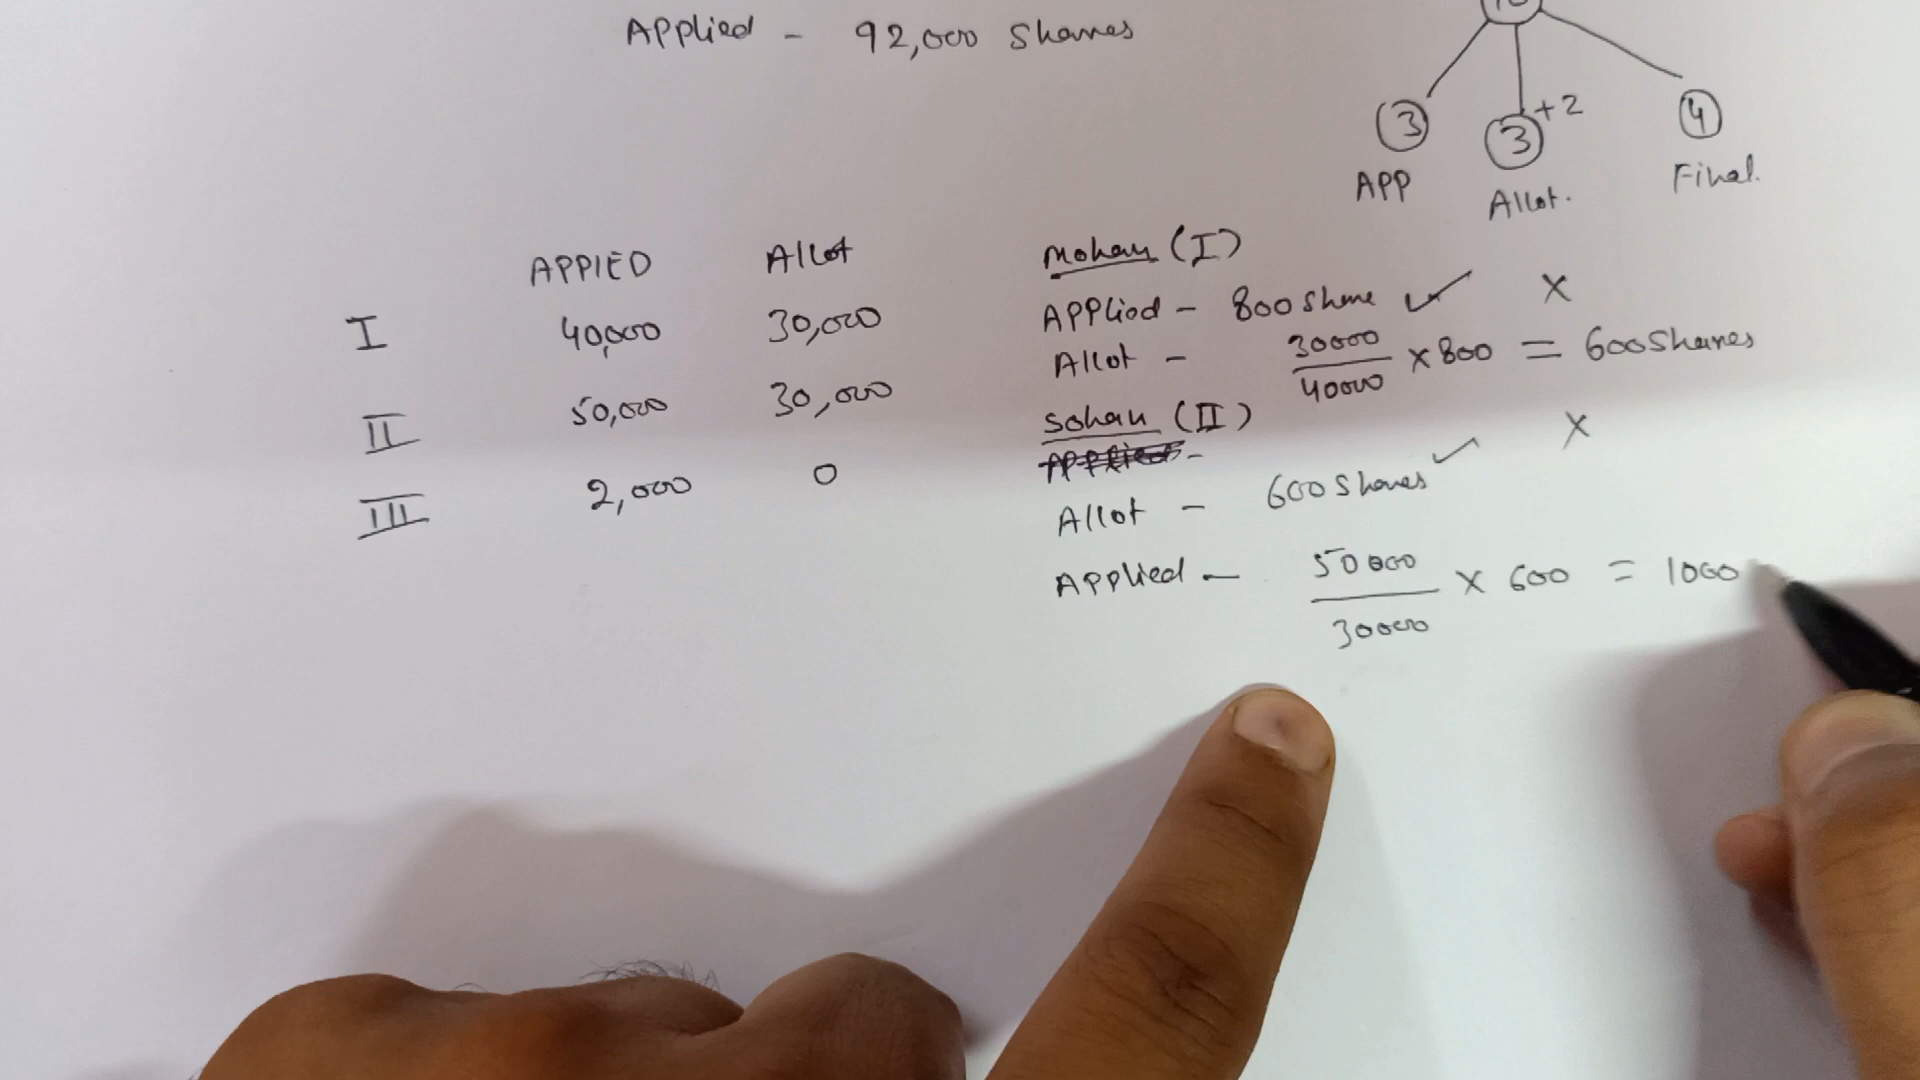 Applied - 92,000 Shares
3 3 +2 4
APP Allot. Final.
APPIED Allot
I 40,000 30,000
II 50,000 30,000
III 2,000 0
Mohan (I)
Applied - 800 Share ✓ X
Allot - 30000/40000 X 800 = 600 Shares
Sohan (II)
Allot - 600 Shares ✓ X
Applied - 50000/30000 X 600 = 1000